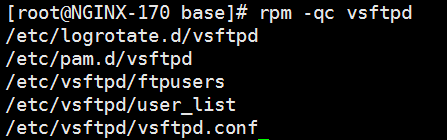 [root@NGINX-170 base]# rpm -qc vsftpd
/etc/logrotate.d/vsftpd
/etc/pam.d/vsftpd
/etc/vsftpd/ftpusers
/etc/vsftpd/user_list
/etc/vsftpd/vsftpd.conf